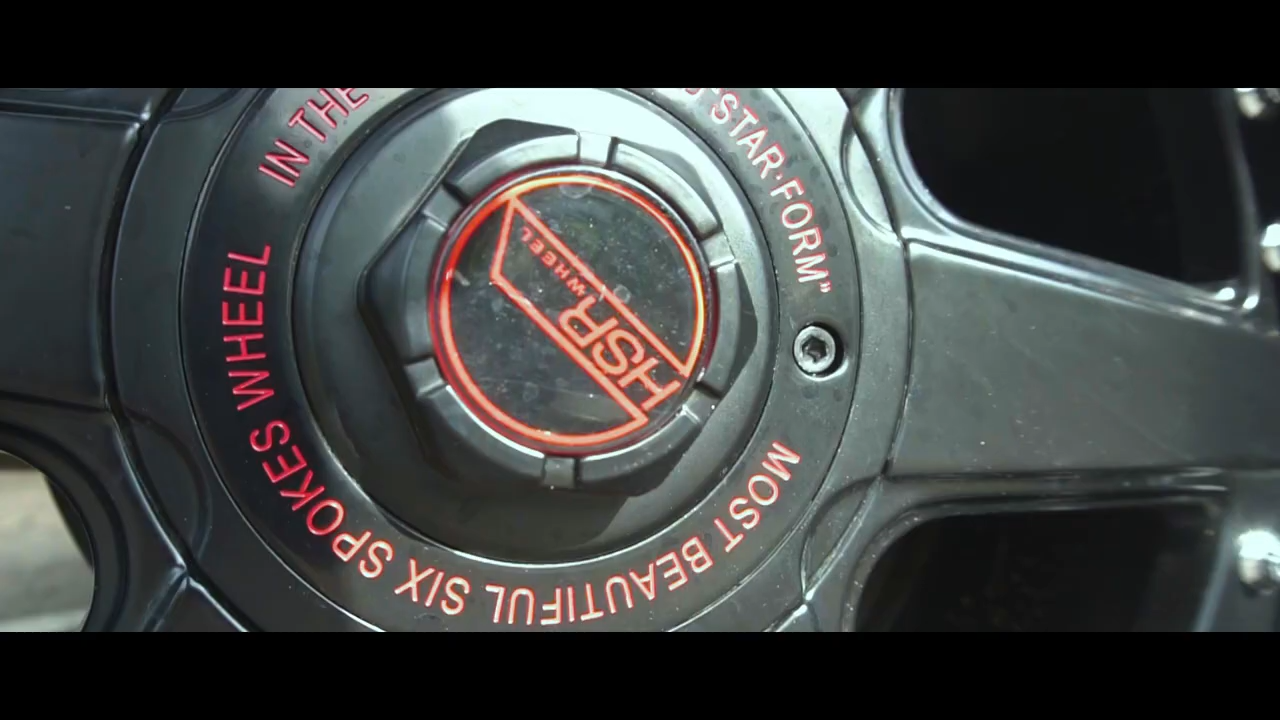 HSR
WHEEL
MOST BEAUTIFUL SIX SPOKES WHEEL
IN THE
STAR·FORM”